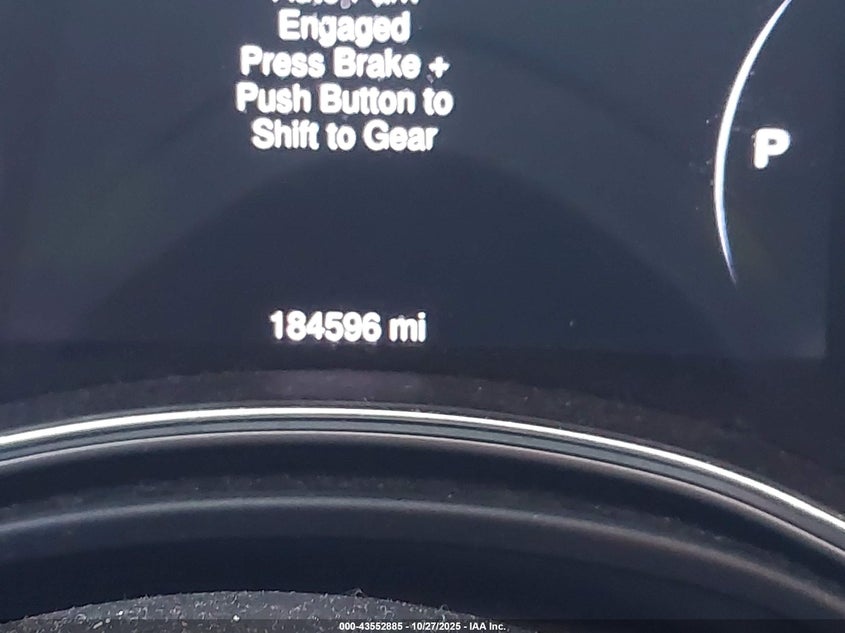 Engaged
Press Brake +
Push Button to
Shift to Gear
P
184596 mi
000-43552885 - 10/27/2025 - IAA Inc.